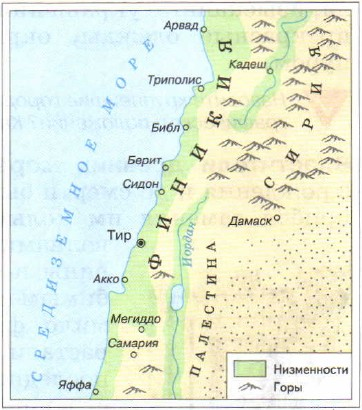 Арвад
Кадеш
Триполис
Библ
Берит
Сидон
Тир
Дамаск
Акко
Мегиддо
Самария
Яффа
СРЕДИЗЕМНОЕ МОРЕ
ФИНИКИЯ
СИРИЯ
ПАЛЕСТИНА
Иордан
Низменности
Горы